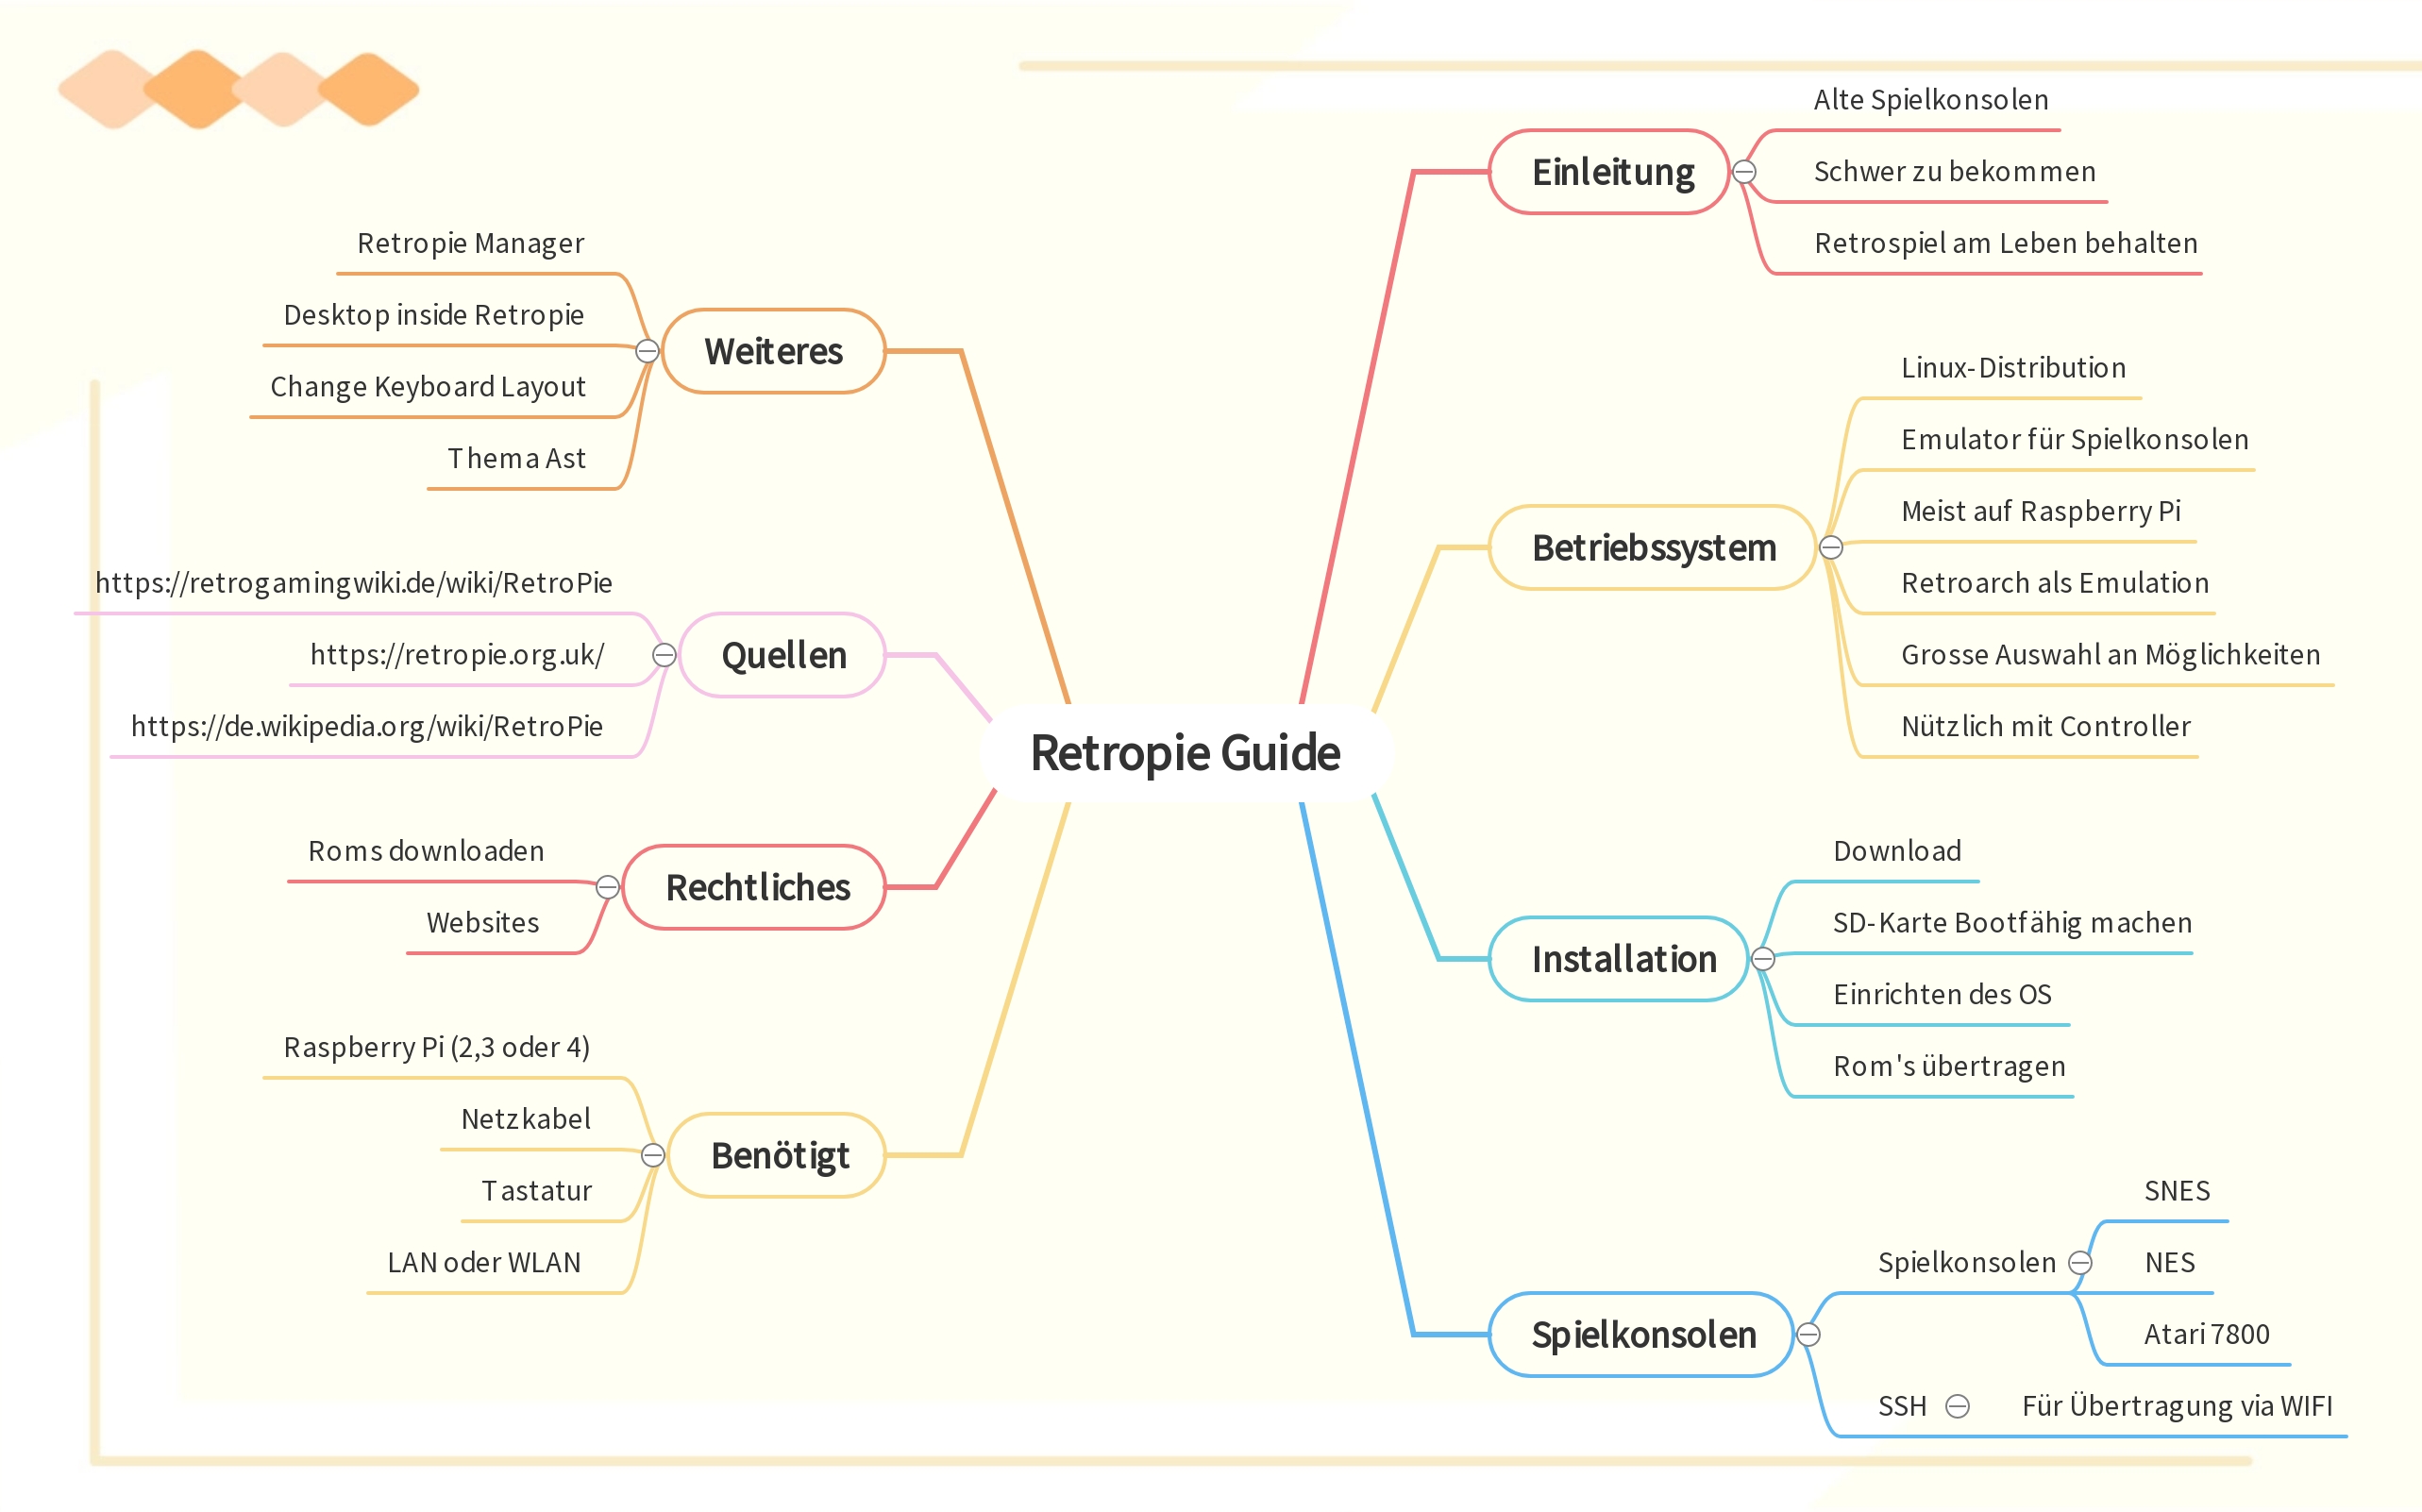 Retropie Guide
Einleitung
Alte Spielkonsolen
Schwer zu bekommen
Retrospiel am Leben behalten
Betriebssystem
Linux-Distribution
Emulator für Spielkonsolen
Meist auf Raspberry Pi
Retroarch als Emulation
Grosse Auswahl an Möglichkeiten
Nützlich mit Controller
Installation
Download
SD-Karte Bootfähig machen
Einrichten des OS
Rom's übertragen
Spielkonsolen
Spielkonsolen
SNES
NES
Atari 7800
SSH
Für Übertragung via WIFI
Weiteres
Retropie Manager
Desktop inside Retropie
Change Keyboard Layout
Thema Ast
Quellen
https://retrogamingwiki.de/wiki/RetroPie
https://retropie.org.uk/
https://de.wikipedia.org/wiki/RetroPie
Rechtliches
Roms downloaden
Websites
Benötigt
Raspberry Pi (2,3 oder 4)
Netzkabel
Tastatur
LAN oder WLAN